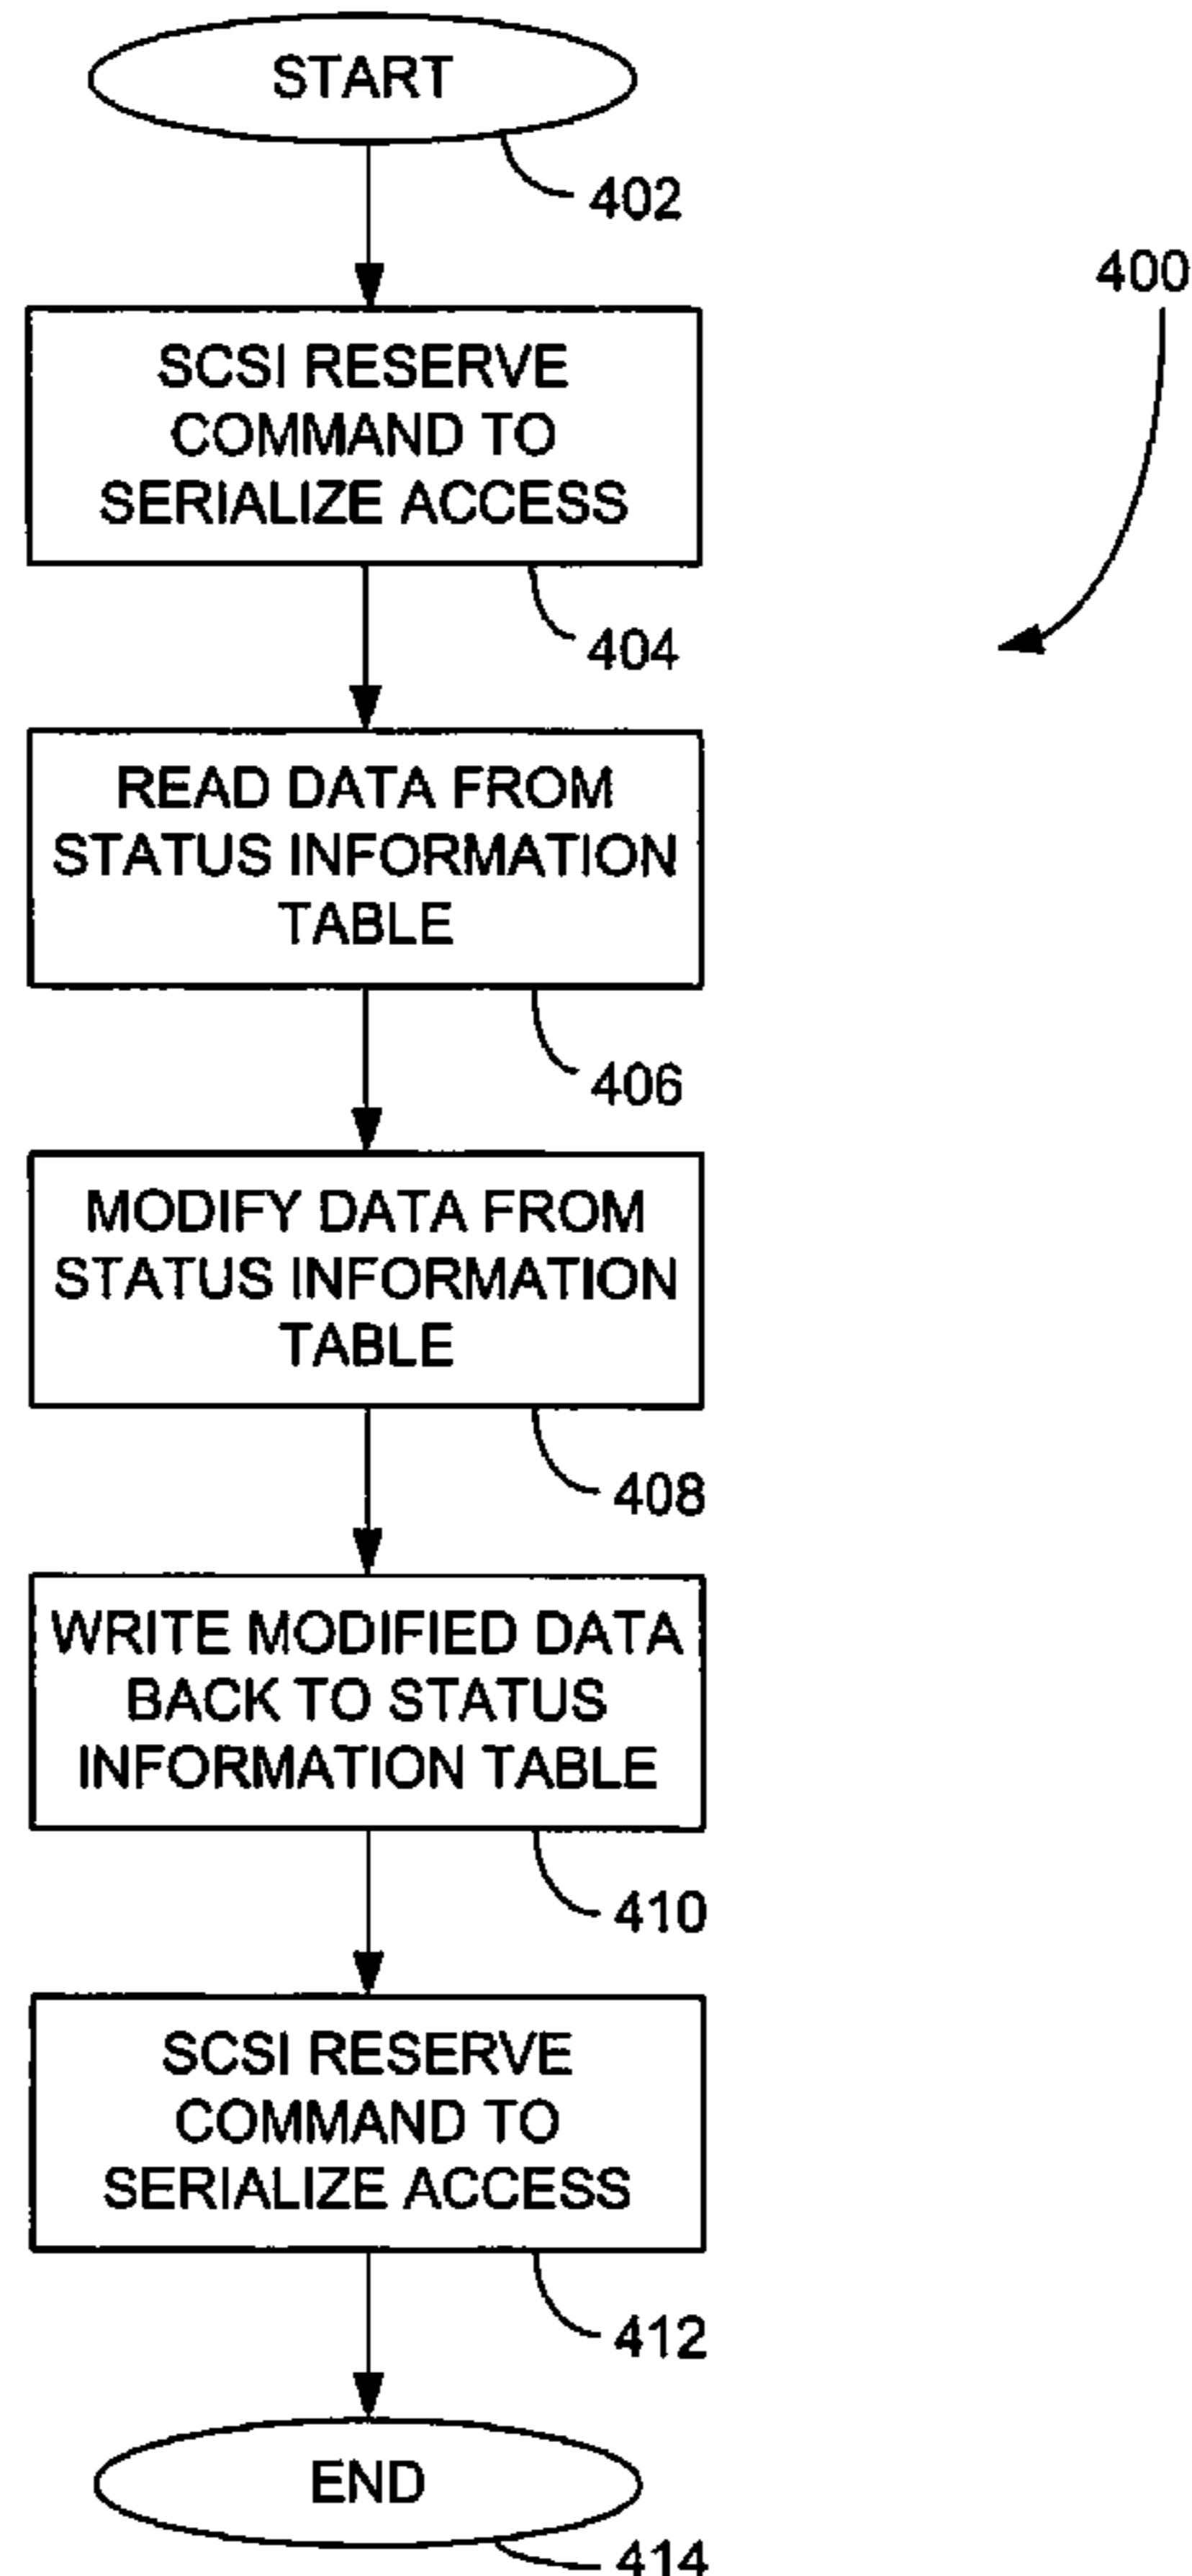 START
402
400
SCSI RESERVE
COMMAND TO
SERIALIZE ACCESS
404
READ DATA FROM
STATUS INFORMATION
TABLE
406
MODIFY DATA FROM
STATUS INFORMATION
TABLE
408
WRITE MODIFIED DATA
BACK TO STATUS
INFORMATION TABLE
410
SCSI RESERVE
COMMAND TO
SERIALIZE ACCESS
412
END
414